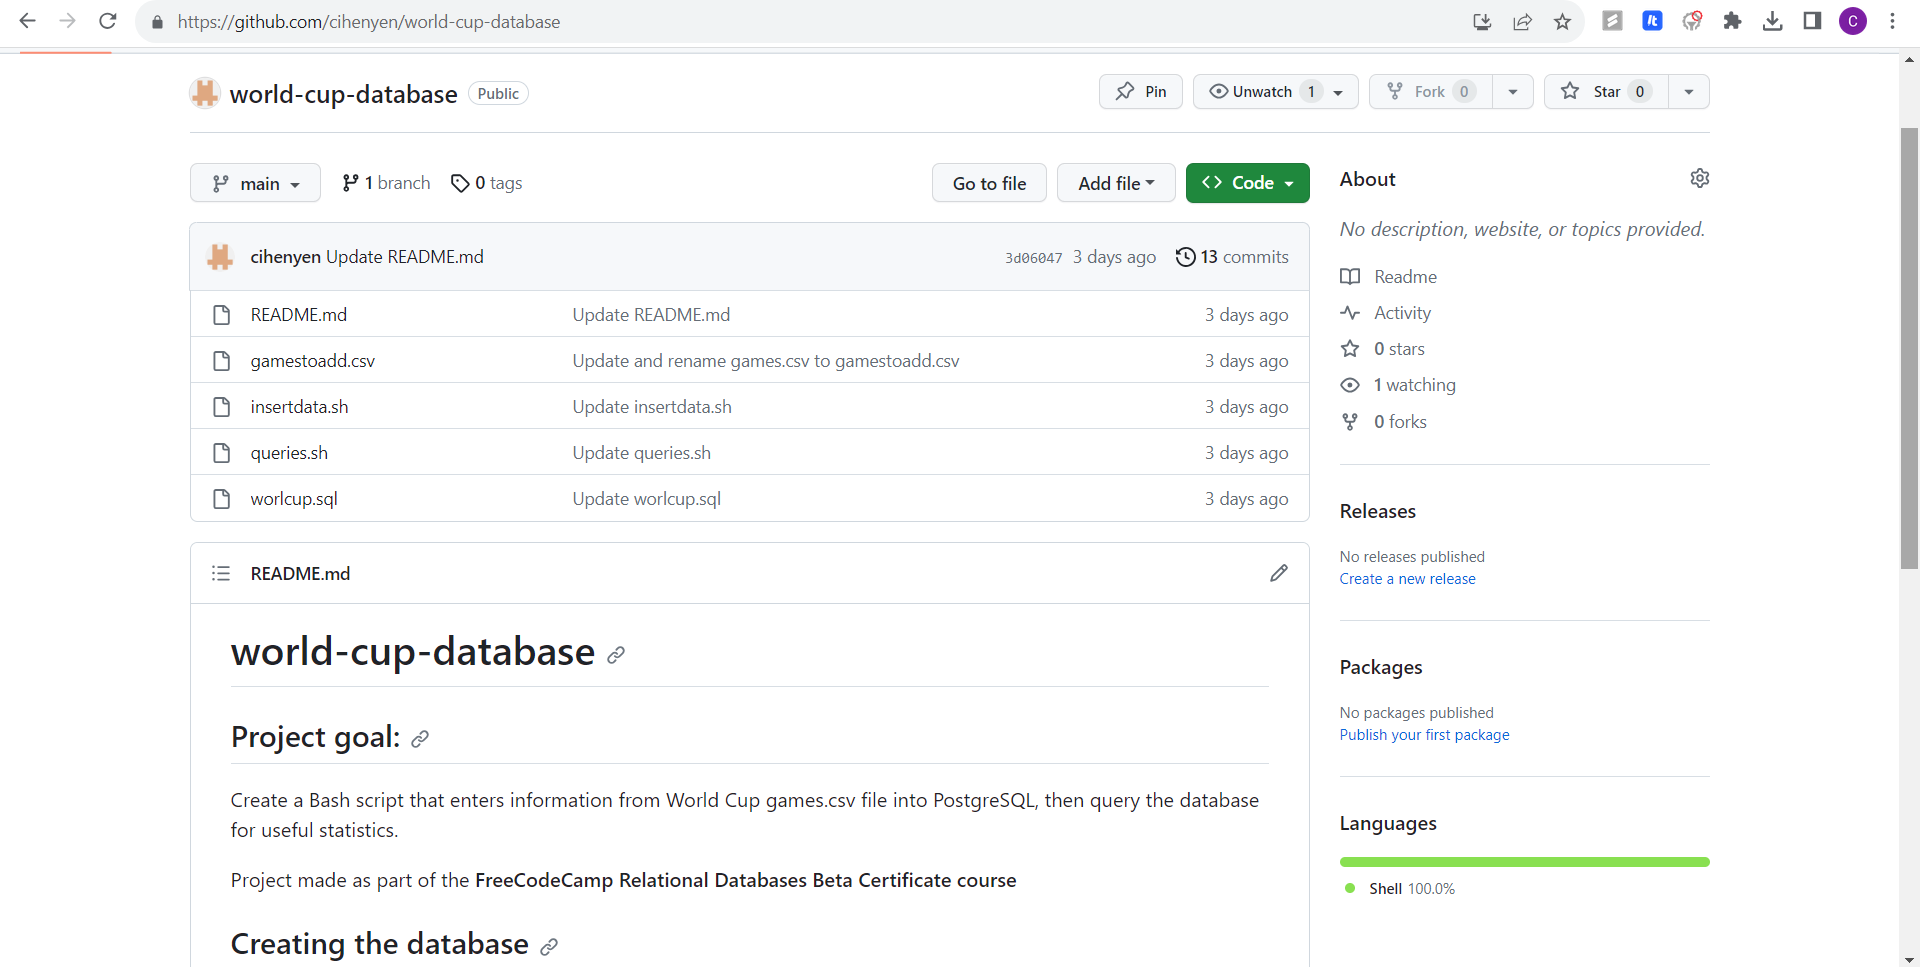 https://github.com/cihenyen/world-cup-database
C
world-cup-database Public
Pin
Unwatch 1
Fork 0
Star 0
main
1 branch
0 tags
Go to file
Add file
<> Code
cihenyen Update README.md 3d06047 3 days ago 13 commits
README.md Update README.md 3 days ago
gamestoadd.csv Update and rename games.csv to gamestoadd.csv 3 days ago
insertdata.sh Update insertdata.sh 3 days ago
queries.sh Update queries.sh 3 days ago
worlcup.sql Update worlcup.sql 3 days ago
README.md
world-cup-database
Project goal:
Create a Bash script that enters information from World Cup games.csv file into PostgreSQL, then query the database
for useful statistics.
Project made as part of the FreeCodeCamp Relational Databases Beta Certificate course
Creating the database
About
No description, website, or topics provided.
Readme
Activity
0 stars
1 watching
0 forks
Releases
No releases published
Create a new release
Packages
No packages published
Publish your first package
Languages
Shell 100.0%